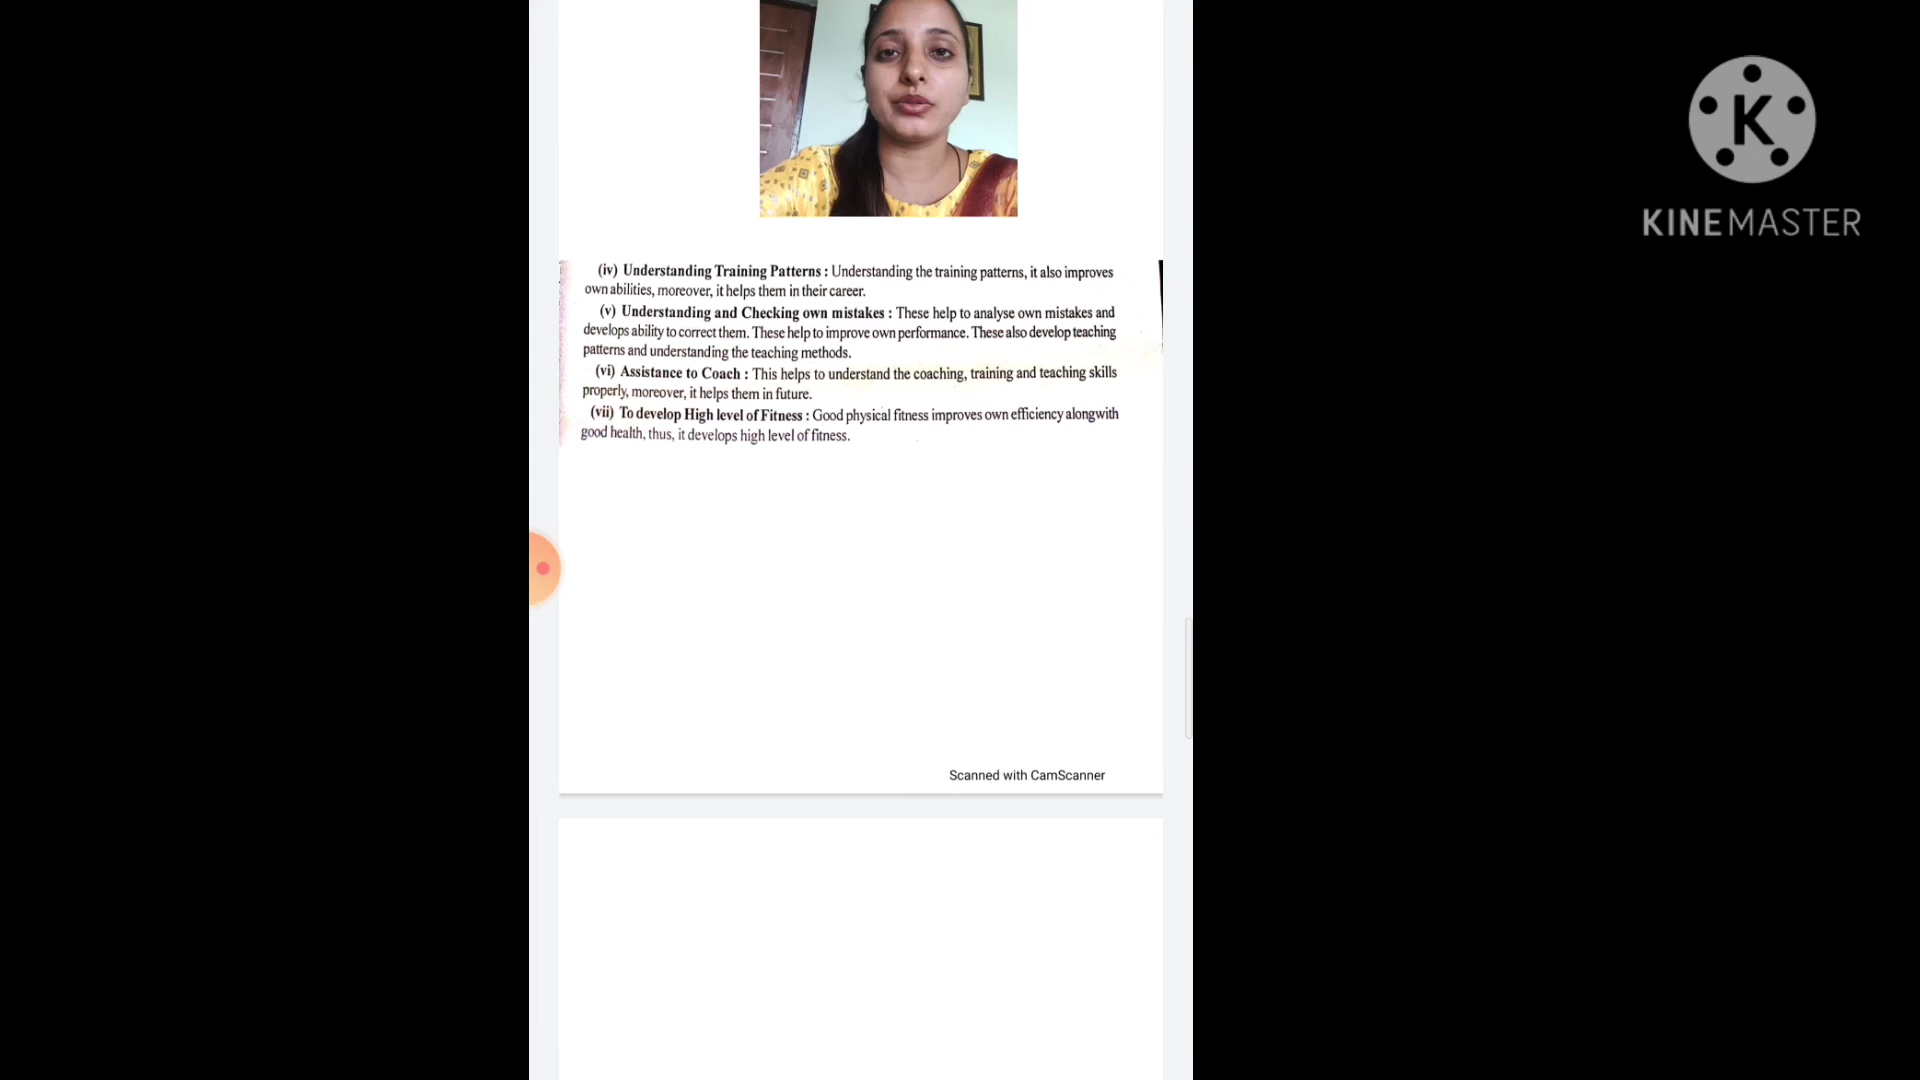 KINEMASTER
(iv) Understanding Training Patterns : Understanding the training patterns, it also improves
own abilities, moreover, it helps them in their career.
(v) Understanding and Checking own mistakes : These help to analyse own mistakes and
develops ability to correct them. These help to improve own performance. These also develop teaching
patterns and understanding the teaching methods.
(vi) Assistance to Coach : This helps to understand the coaching, training and teaching skills
properly, moreover, it helps them in future.
(vii) To develop High level of Fitness : Good physical fitness improves own efficiency alongwith
good health, thus, it develops high level of fitness.
Scanned with CamScanner